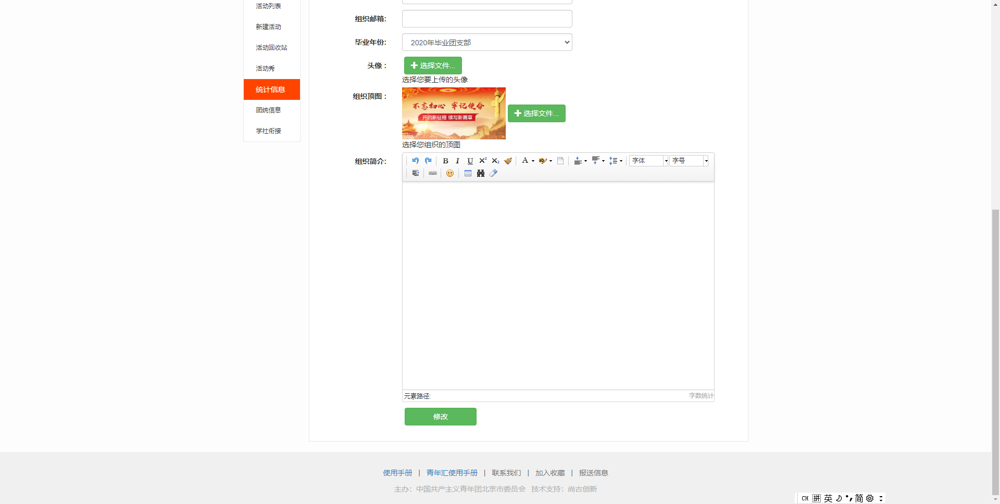 活动列表
新建活动
活动回收站
活动秀
统计信息
团统信息
学社衔接
组织邮箱:
毕业年份:
2020年毕业团支部
头像 :
选择文件...
选择您要上传的头像
组织顶图 :
不忘初心 牢记使命
开启新征程 续写新篇章
选择文件...
选择您组织的顶图
组织简介:
字体
字号
元素路径:
字数统计
修改
使用手册 | 青年汇使用手册 | 联系我们 | 加入收藏 | 报送信息
主办：中国共产主义青年团北京市委员会 技术支持：尚古创新
CH 拼 英 简